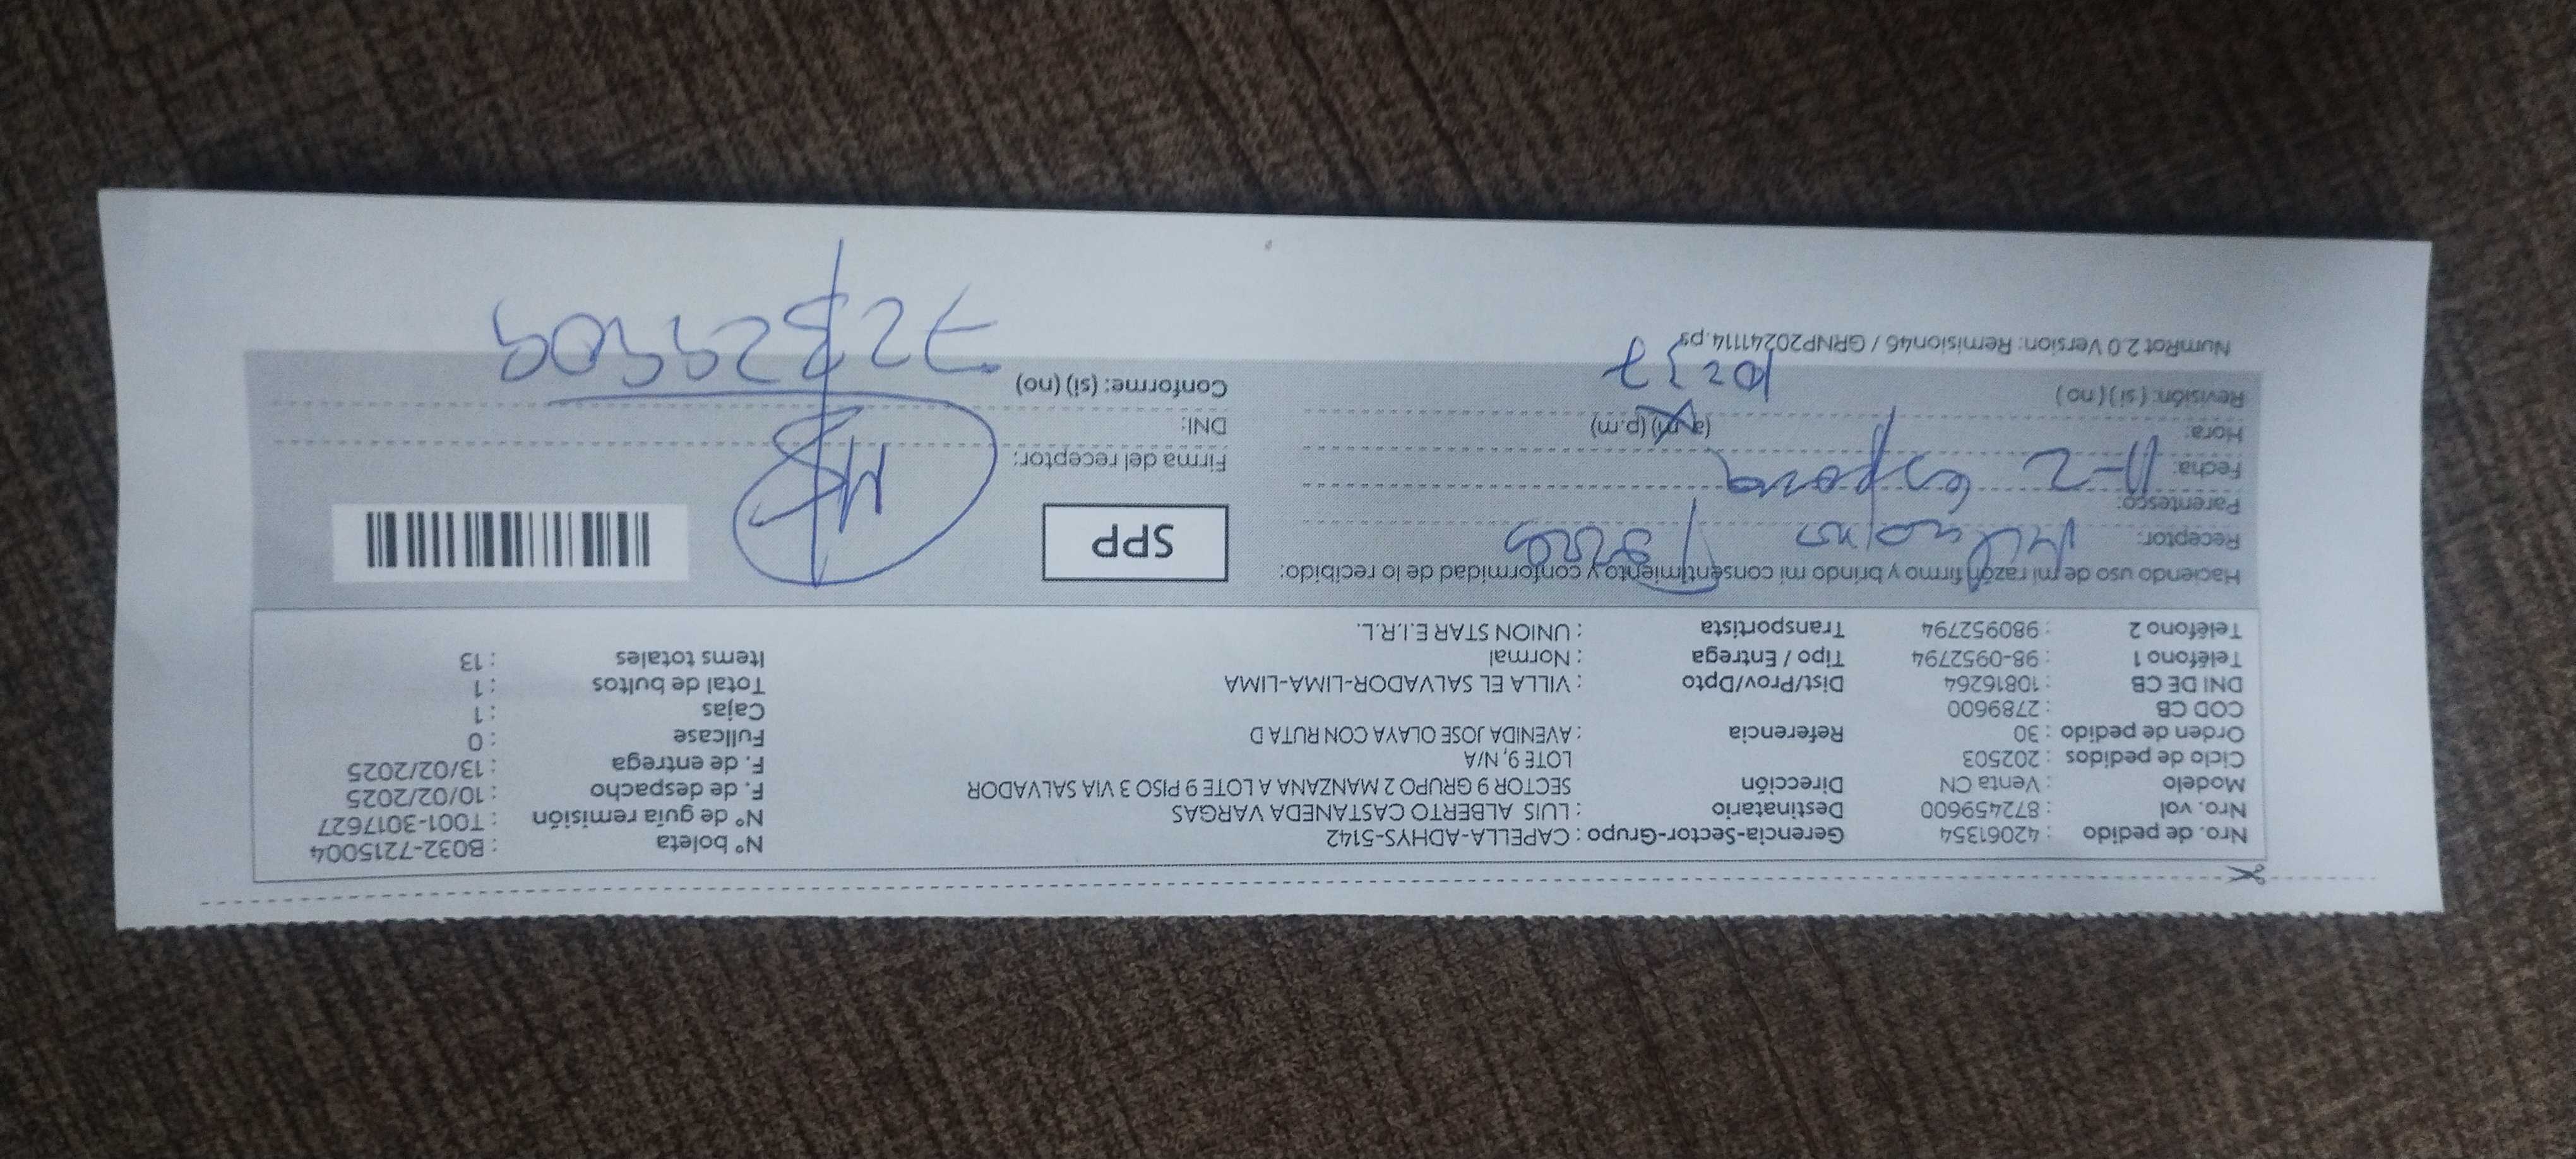 Nro. de pedido : 42061354 Gerencia-Sector-Grupo : CAPELLA-ADHYS-5142 N° boleta : B032-7215004
Nro. vol : 872459600 Destinatario : LUIS ALBERTO CASTANEDA VARGAS N° de guía remisión : T001-3017627
Modelo : Venta CN Dirección SECTOR 9 GRUPO 2 MANZANA A LOTE 9 PISO 3 VIA SALVADOR F. de despacho : 10/02/2025
Ciclo de pedidos : 202503 LOTE 9, N/A F. de entrega : 13/02/2025
Orden de pedido : 30 Referencia : AVENIDA JOSE OLAYA CON RUTA D Fullcase : 0
COD CB : 2789600 Cajas : 1
DNI DE CB : 10816264 Dist/Prov/Dpto : VILLA EL SALVADOR-LIMA-LIMA Total de bultos : 1
Teléfono 1 : 98-0952794 Tipo / Entrega : Normal Items totales : 13
Teléfono 2 : 980952794 Transportista : UNION STAR E.I.R.L.
Haciendo uso de mi razón firmo y brindo mi consentimiento y conformidad de lo recibido:
Receptor: SPP
Parentesco: esposa
Fecha: 11-2 Firma del receptor:
Hora: (a.m) (p.m) 10:37 DNI:
Revisión: (si) (no) Conforme: (si) (no)
NumRot 2.0 Version: Remision46 / GRNP20241114.ps